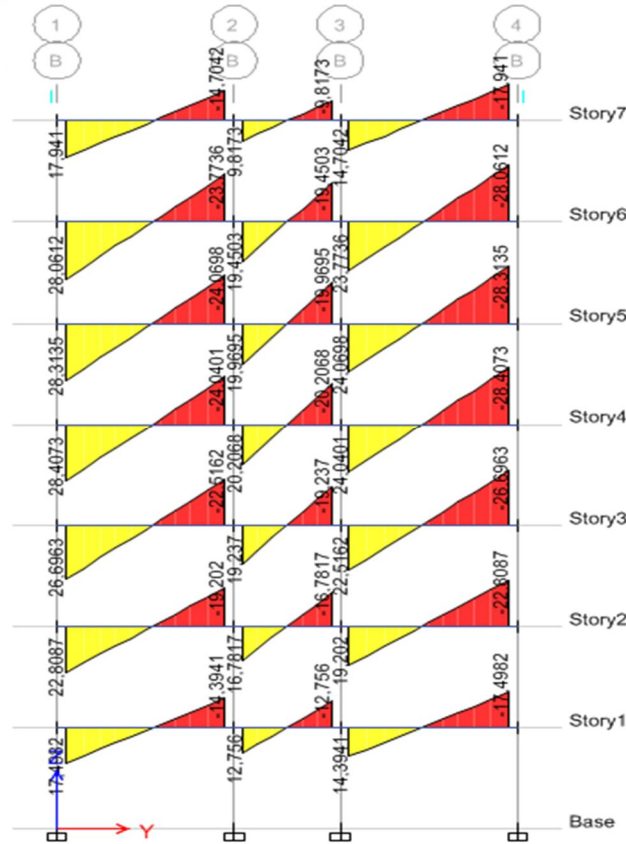 1 2 3 4
B B B B
-14,7042 -9,8173 -17,941
Story7
17,941 9,8173 14,7042
-23,7736 -19,4503 -28,0612
Story6
28,0612 19,4503 23,7736
-24,0698 -19,9695 -28,3135
Story5
28,3135 19,9695 24,0698
-24,0401 -20,2068 -28,4073
Story4
28,4073 20,2068 24,0401
-22,5162 -19,237 -26,6963
Story3
26,6963 19,237 22,5162
-19,202 -16,7817 -22,8087
Story2
22,8087 16,7817 19,202
-14,3941 -12,756 -17,4982
Story1
17,4982 12,756 14,3941
Base
Y